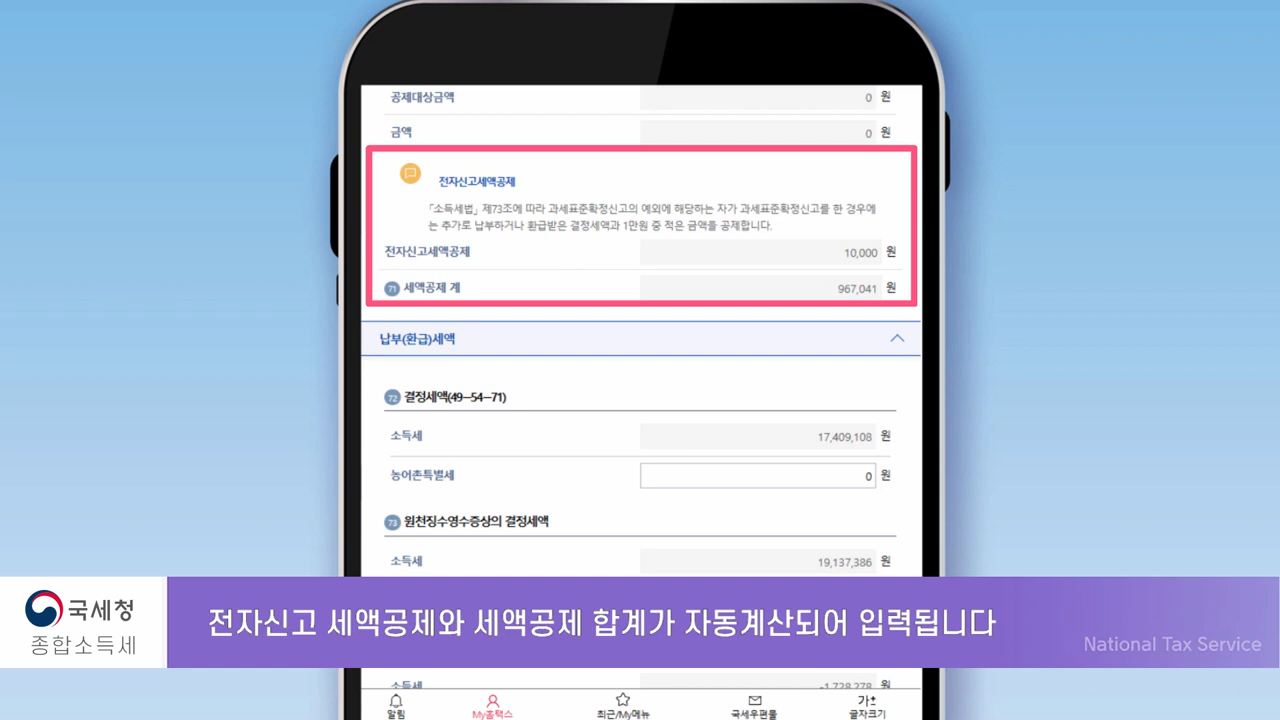 공제대상금액 0 원
금액 0 원
전자신고세액공제
「소득세법」 제73조에 따라 과세표준확정신고의 예외에 해당하는 자가 과세표준확정신고를 한 경우에
는 추가로 납부하거나 환급받은 결정세액과 1만원 중 적은 금액을 공제합니다.
전자신고세액공제 10,000 원
71 세액공제 계 967,041 원
납부(환급)세액
72 결정세액(49-54-71)
소득세 17,409,108 원
농어촌특별세 0 원
73 원천징수영수증상의 결정세액
소득세 19,137,386 원
국세청
종합소득세
전자신고 세액공제와 세액공제 합계가 자동계산되어 입력됩니다
National Tax Service
소득세 -1,728,278 원
알림 My홈택스 최근/My메뉴 국세우편물 글자크기
가±